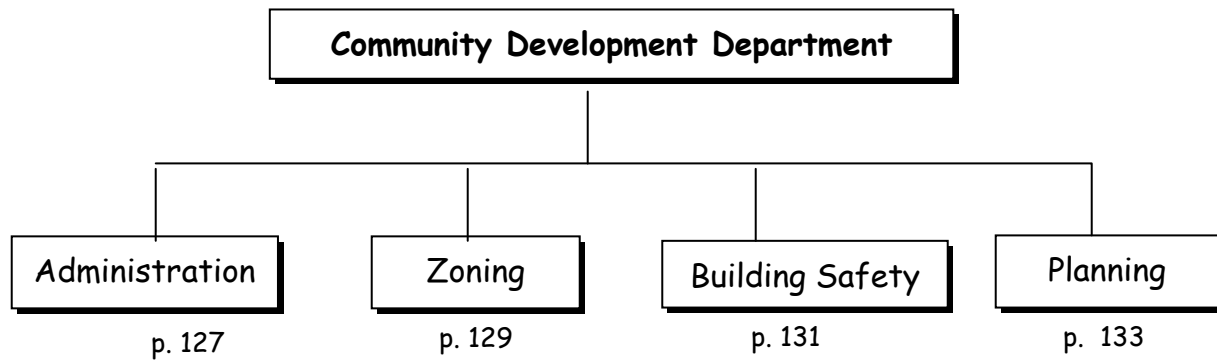 Community Development Department
Administration
Zoning
Building Safety
Planning
p. 127
p. 129
p. 131
p. 133